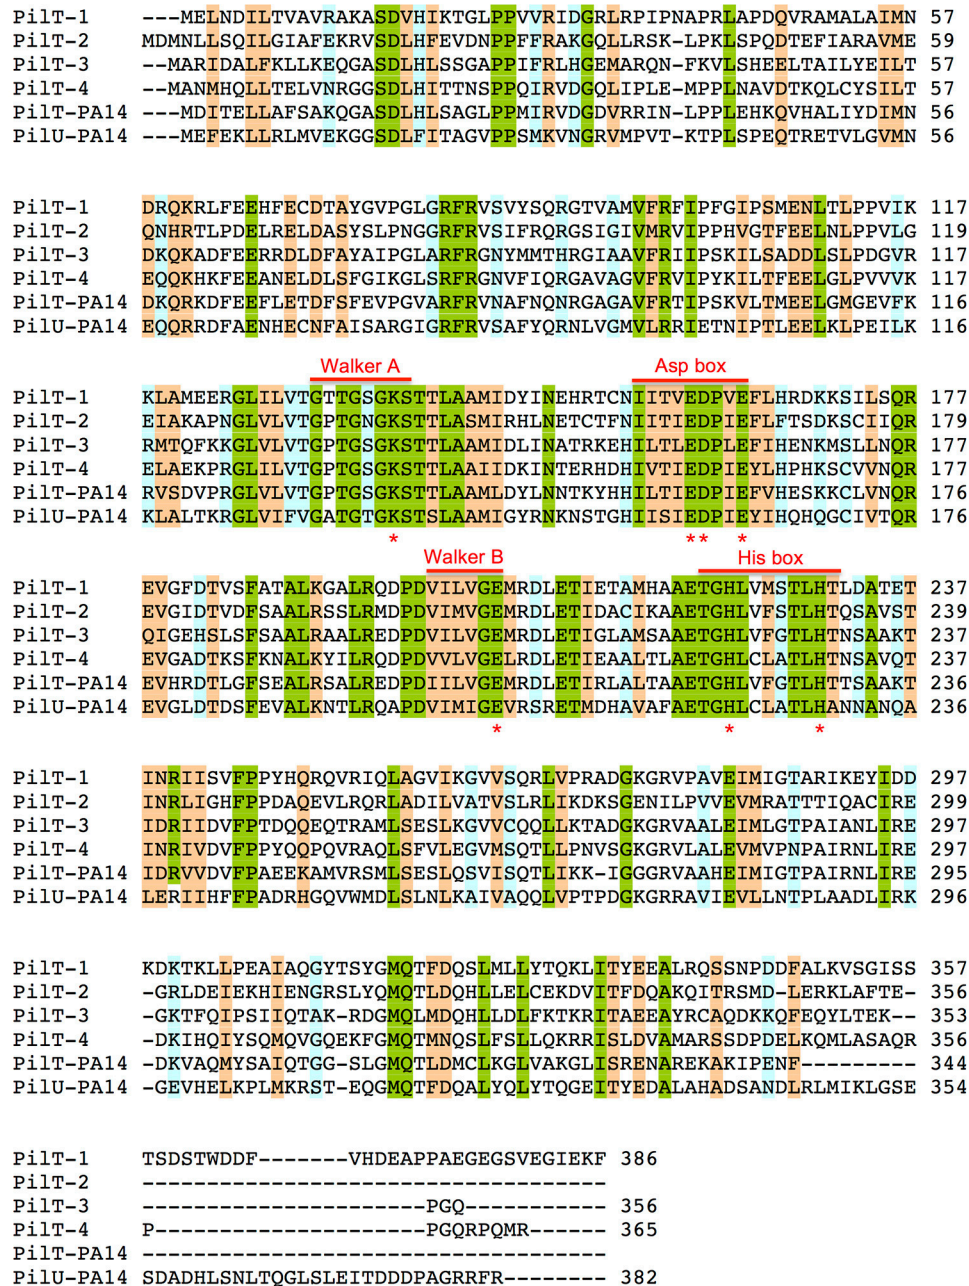 PilT-1 ---MELNDILTVAVRAKASDVHIKTGLPPVVRIDGRLRPIPNAPRLAPDQVRAMALAIMN 57
PilT-2 MDMNLLSQILGIAFEKRVSDLHFEVDNPPFFRAKGQLLRSK-LPKLSPQDTEFIARAVME 59
PilT-3 --MARIDALFKLLKEQGASDLHLSSGAPPIFRLHGEMARQN-FKVLSHEELTAILYEILT 57
PilT-4 --MANMHQLLTELVNRGGSDLHITTNSPPQIRVDGQLIPLE-MPPLNAVDTKQLCYSILT 57
PilT-PA14 ---MDITELLAFSAKQGASDLHLSAGLPPMIRVDGDVRRIN-LPPLEHKQVHALIYDIMN 56
PilU-PA14 ---MEFEKLLRLMVEKGGSDLFITAGVPPSMKVNGRVMPVT-KTPLSPEQTRETVLGVMN 56
PilT-1 DRQKRLFEEHFECDTAYGVPGLGRFRVSVYSQRGTVAMVFRFIPFGIPSMENLTLPPVIK 117
PilT-2 QNHRTLPDELRELDASYSLPNGGRFRVSIFRQRGSIGIVMRVIPPHVGTFEELNLPPVLG 119
PilT-3 DKQKADFEERRDLDFAYAIPGLARFRGNYMMTHRGIAAVFRIIPSKILSADDLSLPDGVR 117
PilT-4 EQQKHKFEEANELDLSFGIKGLSRFRGNVFIQRGAVAGVFRVIPYKILTFEELGLPVVVK 117
PilT-PA14 DKQRKDFEEFLETDFSFEVPGVARFRVNAFNQNRGAGAVFRTIPSKVLTMEELGMGEVFK 116
PilU-PA14 EQQRRDFAENHECNFAISARGIGRFRVSAFYQRNLVGMVLRRIETNIPTLEELKLPEILK 116
Walker A Asp box
PilT-1 KLAMEERGLILVTGTTGSGKSTTLAAMIDYINEHRTCNIITVEDPVEFLHRDKKSILSQR 177
PilT-2 EIAKAPNGLVLVTGPTGNGKSTTLASMIRHLNETCTFNIITIEDPIEFLFTSDKSCIIQR 179
PilT-3 RMTQFKKGLVLVTGPTGSGKSTTLAAMIDLINATRKEHILTLEDPLEFIHENKMSLLNQR 177
PilT-4 ELAEKPRGLILVTGPTGSGKSTTLAAIIDKINTERHDHIVTIEDPIEYLHPHKSCVVNQR 177
PilT-PA14 RVSDVPRGLVLVTGPTGSGKSTTLAAMLDYLNNTKYHHILTIEDPIEFVHESKKCLVNQR 176
PilU-PA14 KLALTKRGLVIFVGATGTGKSTSLAAMIGYRNKNSTGHIISIEDPIEYIHQHQGCIVTQR 176
* ** *
Walker B His box
PilT-1 EVGFDTVSFATALKGALRQDPDVILVGEMRDLETIETAMHAAETGHLVMSTLHTLDATET 237
PilT-2 EVGIDTVDFSAALRSSLRQDPDVIMVGEMRDLETIDACIKAAETGHLVFSTLHTQSAVST 239
PilT-3 QIGEHSLSFSAALRAALREDPDVILVGEMRDLETIGLAMSAAETGHLVFGTLHTNSAAKT 237
PilT-4 EVGADTKSFKNALKYILRQDPDVVLVGELRDLETIEAALTLAETGHLCLATLHTNSAVQT 237
PilT-PA14 EVHRDTLGFSEALRSALREDPDIILVGEMRDLETIRLALTAAETGHLVFGTLHTTSAAKT 236
PilU-PA14 EVGLDTDSFEVALKNTLRQAPDVIMIGEVRSRETMDHAVAFAETGHLCLATLHANNANQA 236
* * *
PilT-1 INRIISVFPPYHQRQVRIQLAGVIKGVVSQRLVPRADGKGRVPAVEIMIGTARIKEYIDD 297
PilT-2 INRLIGHFPPDAQEVLRQRLADILVATVSLRLIKDKSGENILPVVEVMRATTTIQACIRE 299
PilT-3 IDRIIDVFPTDQQEQTRAMLSESLKGVVCQQLLKTADGKGRVAALEIMLGTPAIANLIRE 297
PilT-4 INRIVDVFPPYQQPQVRAQLSFVLEGVMSQTLLPNVSGKGRVLALEVMVPNPAIRNLIRE 297
PilT-PA14 IDRVVDVFPAEEKAMVRSMLSESLQSVISQTLIKK-IGGGRVAAHEIMIGTPAIRNLIRE 295
PilU-PA14 LERIIHFFPADRHGQVWMDLSLNLKAIVAQQLVPTPDGKGRRAVIEVLLNTPLAADLIRK 296
PilT-1 KDKTKLLPEAIAQGYTSYGMQTFDQSLMLLYTQKLITYEEALRQSSNPDDFALKVSGISS 357
PilT-2 -GRLDEIEKHIENGRSLYQMQTLDQHLLELCEKDVITFDQAKQITRSMD-LERKLAFTE- 356
PilT-3 -GKTFQIPSIIQTAK-RDGMQLMDQHLLDLFKTKRITAEEAYRCAQDKKQFEQYLTEK-- 353
PilT-4 -DKIHQIYSQMQVGQEKFGMQTMNQSLFSLLQKRRISLDVAMARSSDPDELKQMLASAQR 356
PilT-PA14 -DKVAQMYSAIQTGG-SLGMQTLDMCLKGLVAKGLISRENAREKAKIPENF--------- 344
PilU-PA14 -GEVHELKPLMKRST-EQGMQTFDQALYQLYTQGEITYEDALAHADSANDLRLMIKLGSE 354
PilT-1 TSDSTWDDF-------VHDEAPPAEGEGSVEGIEKF 386
PilT-2 ------------------------------------
PilT-3 ----------------------PGQ----------- 356
PilT-4 P---------------------PGQRPQMR------ 365
PilT-PA14 ------------------------------------
PilU-PA14 SDADHLSNLTQGLSLEITDDDPAGRRFR-------- 382